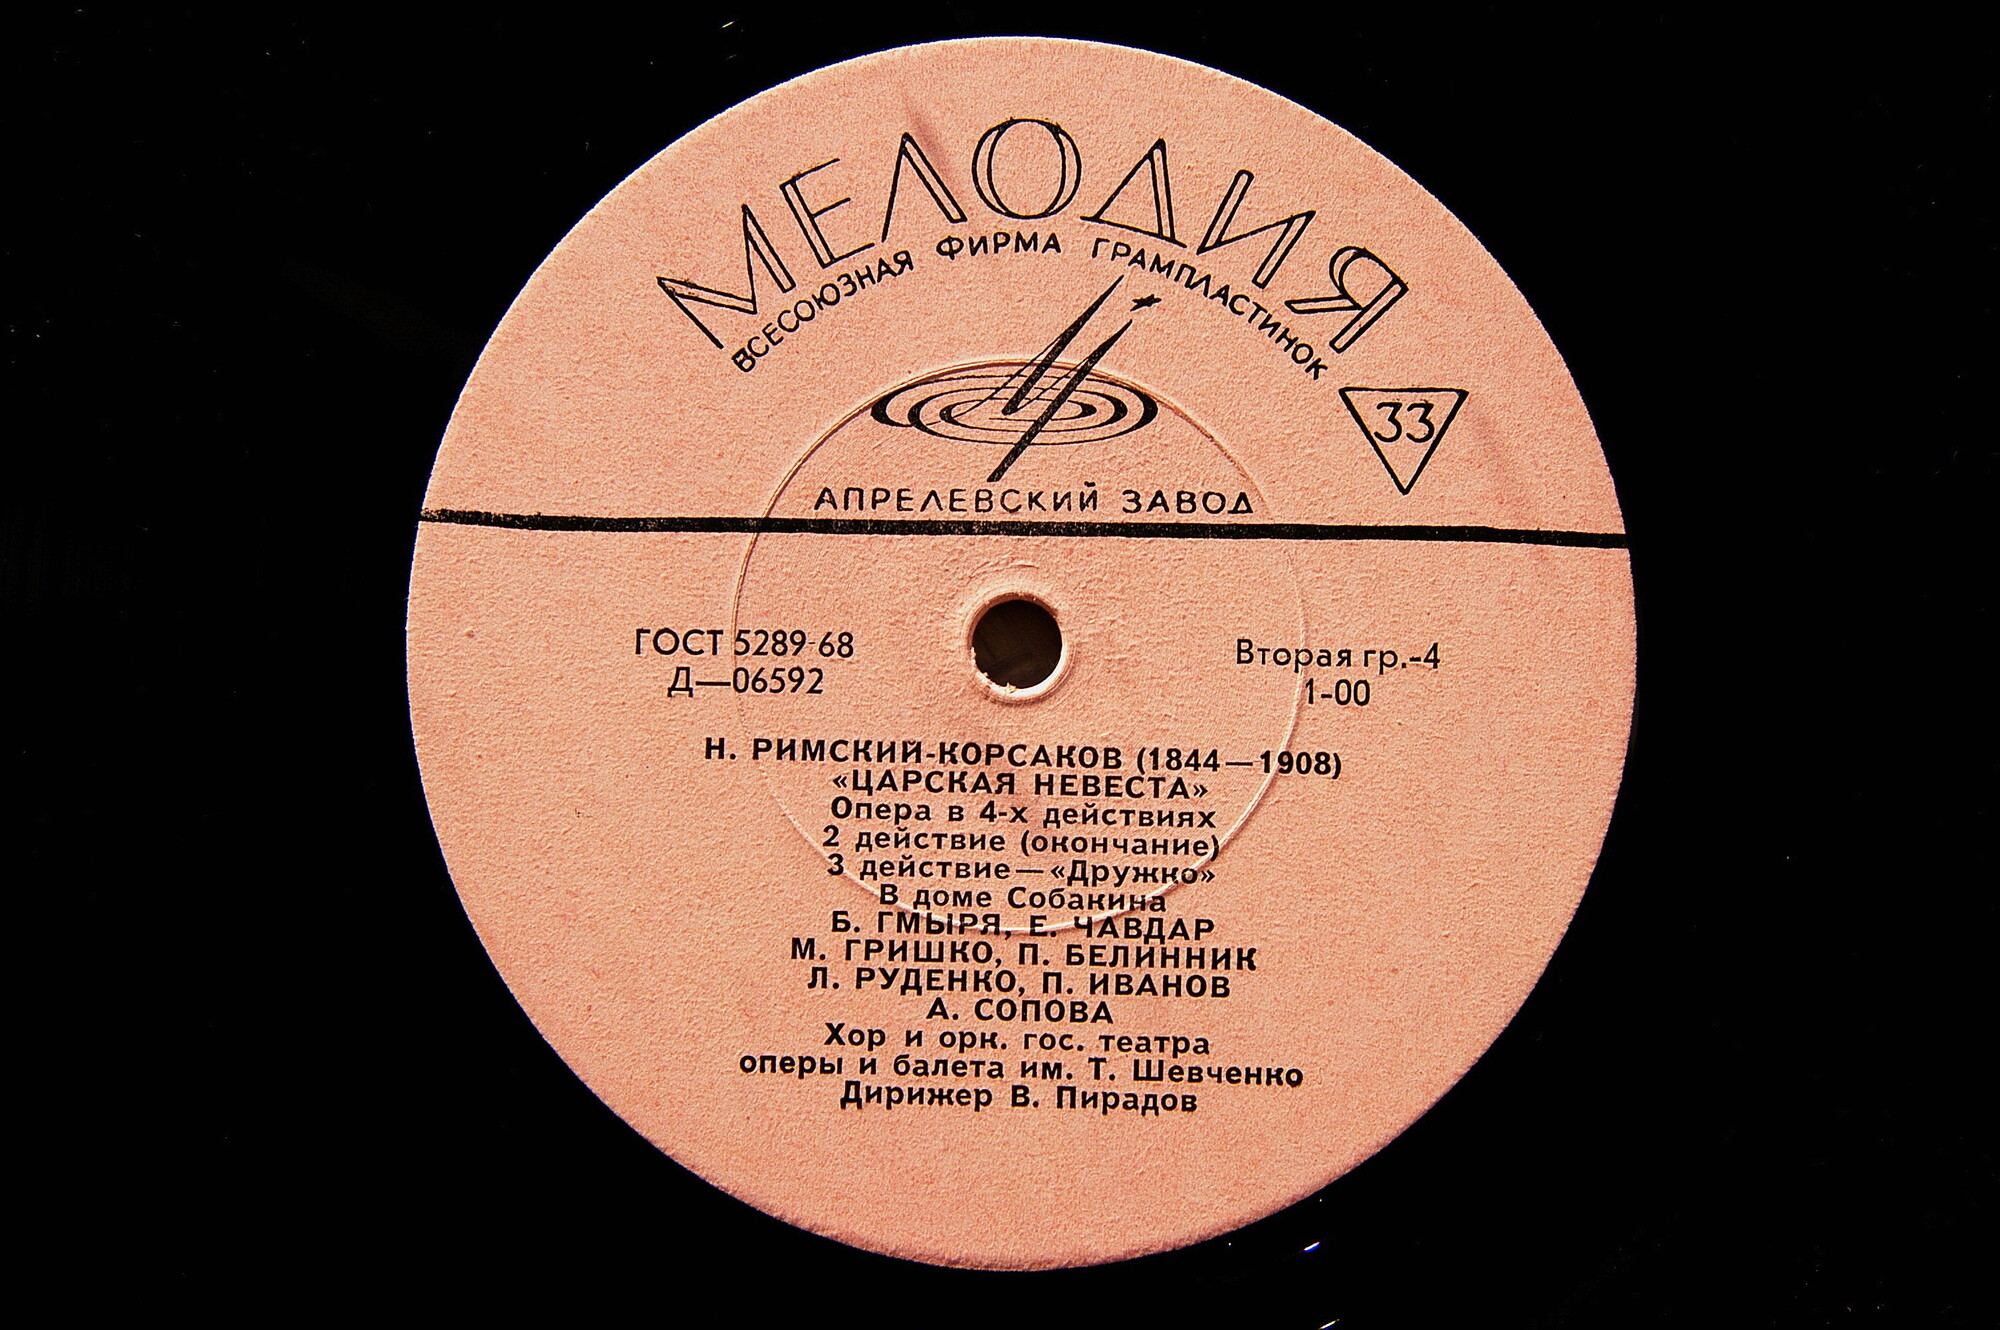 МЕЛОДИЯ
ВСЕСОЮЗНАЯ ФИРМА ГРАМПЛАСТИНОК
33
АПРЕЛЕВСКИЙ ЗАВОД
ГОСТ 5289-68
Д—06592
Вторая гр.-4
1-00
Н. РИМСКИЙ-КОРСАКОВ (1844—1908)
«ЦАРСКАЯ НЕВЕСТА»
Опера в 4-х действиях
2 действие (окончание)
3 действие—«Дружко»
В доме Собакина
Б. ГМЫРЯ, Е. ЧАВДАР
М. ГРИШКО, П. БЕЛИННИК
Л. РУДЕНКО, П. ИВАНОВ
А. СОПОВА
Хор и орк. гос. театра
оперы и балета им. Т. Шевченко
Дирижер В. Пирадов